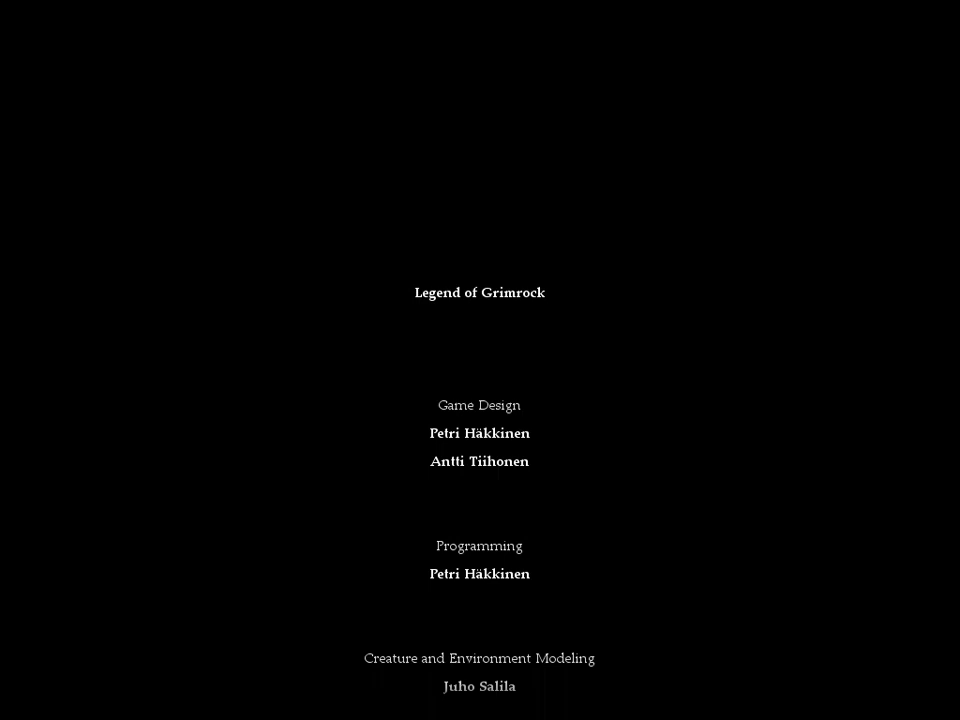 Legend of Grimrock
Game Design
Petri Häkkinen
Antti Tiihonen
Programming
Petri Häkkinen
Creature and Environment Modeling
Juho Salila